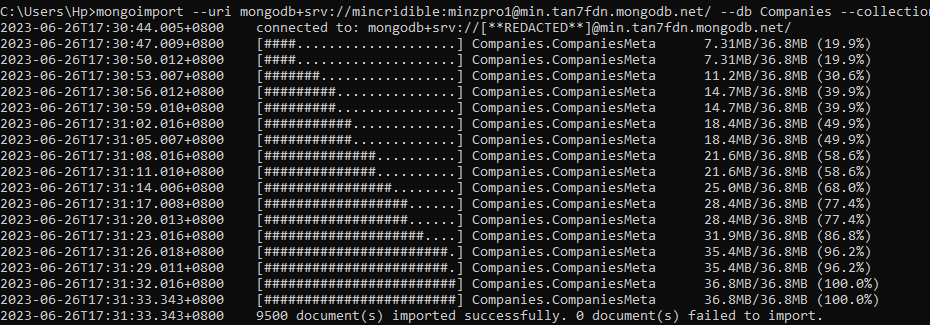 C:\Users\Hp>mongoimport --uri mongodb+srv://mincridible:minzpro1@min.tan7fdn.mongodb.net/ --db Companies --collection
2023-06-26T17:30:44.005+0800 connected to: mongodb+srv://[**REDACTED**]@min.tan7fdn.mongodb.net/
2023-06-26T17:30:47.009+0800 [####....................] Companies.CompaniesMeta 7.31MB/36.8MB (19.9%)
2023-06-26T17:30:50.012+0800 [####....................] Companies.CompaniesMeta 7.31MB/36.8MB (19.9%)
2023-06-26T17:30:53.007+0800 [#######.................] Companies.CompaniesMeta 11.2MB/36.8MB (30.6%)
2023-06-26T17:30:56.012+0800 [#########...............] Companies.CompaniesMeta 14.7MB/36.8MB (39.9%)
2023-06-26T17:30:59.010+0800 [#########...............] Companies.CompaniesMeta 14.7MB/36.8MB (39.9%)
2023-06-26T17:31:02.016+0800 [###########.............] Companies.CompaniesMeta 18.4MB/36.8MB (49.9%)
2023-06-26T17:31:05.007+0800 [###########.............] Companies.CompaniesMeta 18.4MB/36.8MB (49.9%)
2023-06-26T17:31:08.016+0800 [##############..........] Companies.CompaniesMeta 21.6MB/36.8MB (58.6%)
2023-06-26T17:31:11.010+0800 [##############..........] Companies.CompaniesMeta 21.6MB/36.8MB (58.6%)
2023-06-26T17:31:14.006+0800 [################........] Companies.CompaniesMeta 25.0MB/36.8MB (68.0%)
2023-06-26T17:31:17.008+0800 [##################......] Companies.CompaniesMeta 28.4MB/36.8MB (77.4%)
2023-06-26T17:31:20.013+0800 [##################......] Companies.CompaniesMeta 28.4MB/36.8MB (77.4%)
2023-06-26T17:31:23.016+0800 [####################....] Companies.CompaniesMeta 31.9MB/36.8MB (86.8%)
2023-06-26T17:31:26.018+0800 [#######################.] Companies.CompaniesMeta 35.4MB/36.8MB (96.2%)
2023-06-26T17:31:29.011+0800 [#######################.] Companies.CompaniesMeta 35.4MB/36.8MB (96.2%)
2023-06-26T17:31:32.016+0800 [########################] Companies.CompaniesMeta 36.8MB/36.8MB (100.0%)
2023-06-26T17:31:33.343+0800 [########################] Companies.CompaniesMeta 36.8MB/36.8MB (100.0%)
2023-06-26T17:31:33.343+0800 9500 document(s) imported successfully. 0 document(s) failed to import.